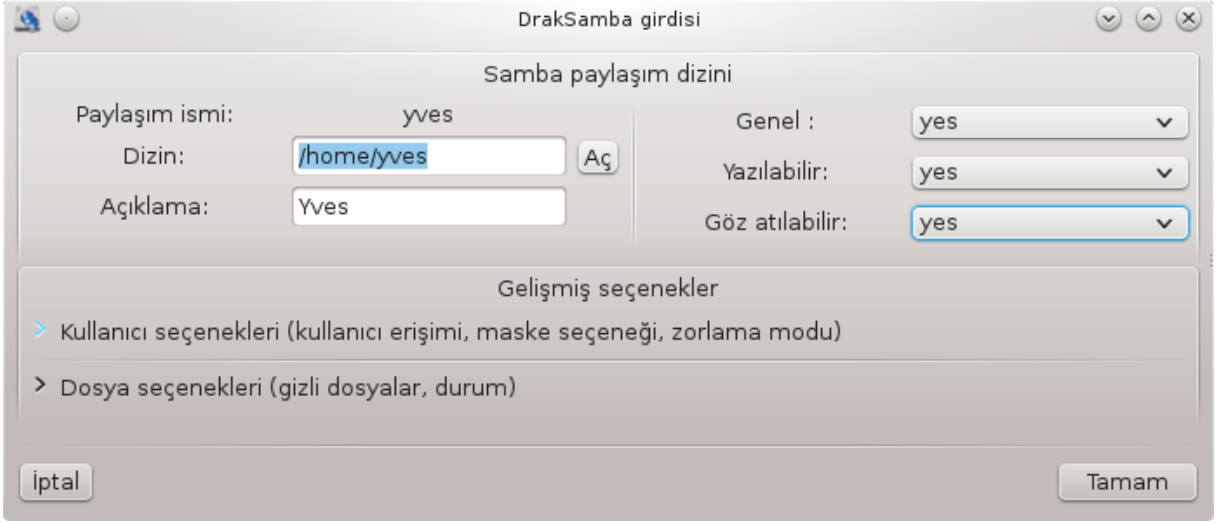 DrakSamba girdisi
Samba paylaşım dizini
Paylaşım ismi: yves
Dizin: /home/yves Aç
Açıklama: Yves
Genel : yes
Yazılabilir: yes
Göz atılabilir: yes
Gelişmiş seçenekler
Kullanıcı seçenekleri (kullanıcı erişimi, maske seçeneği, zorlama modu)
Dosya seçenekleri (gizli dosyalar, durum)
İptal Tamam